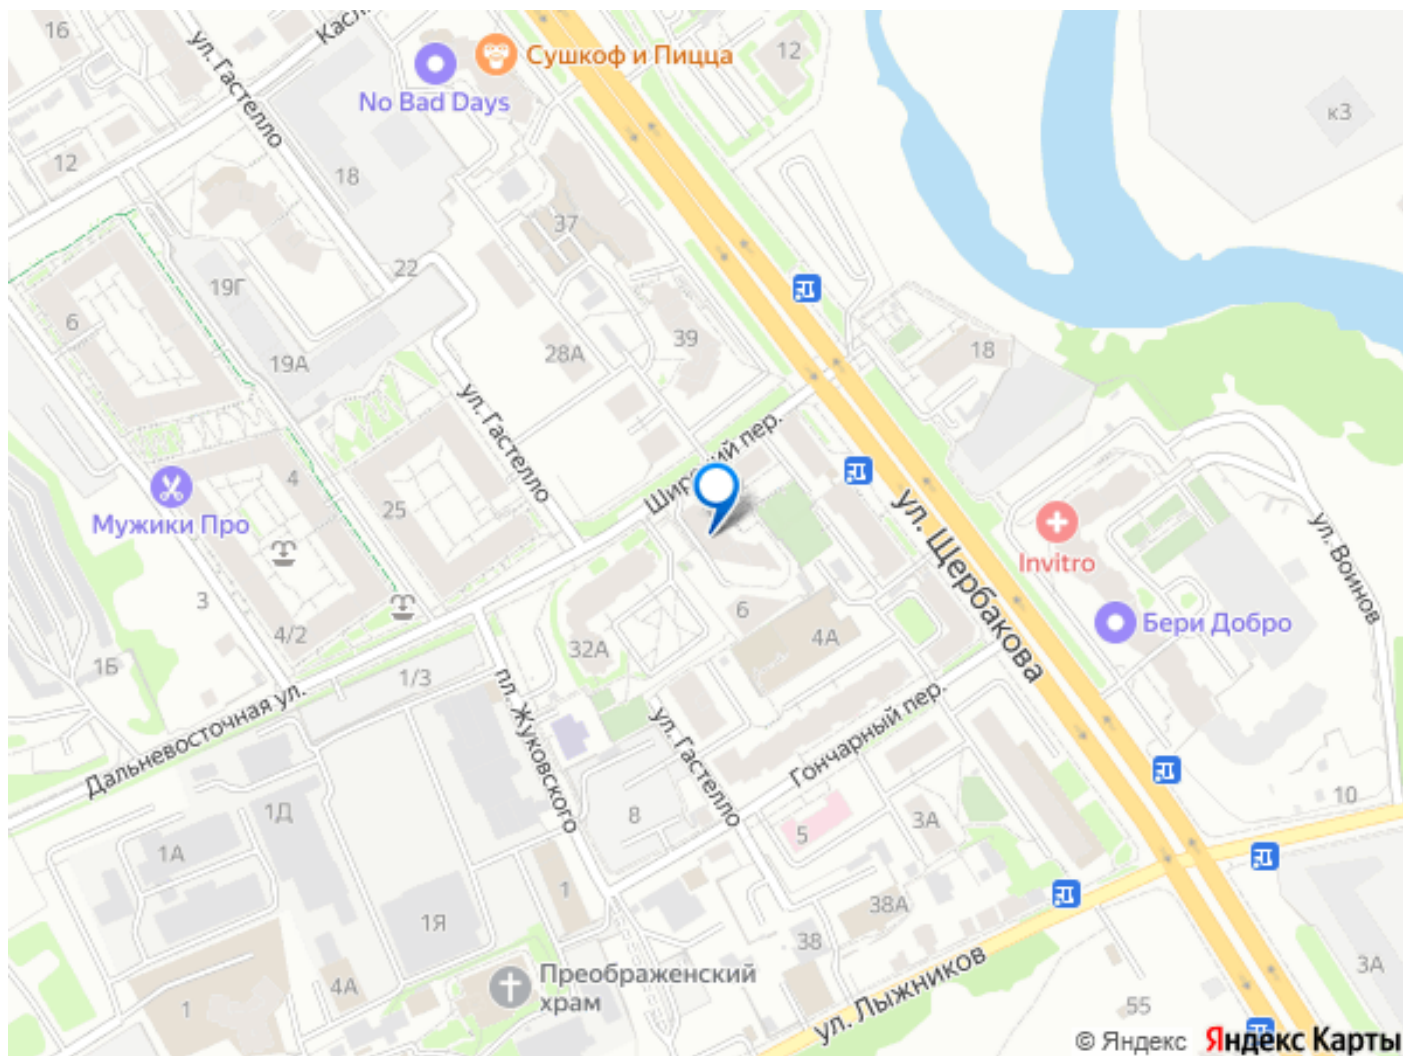 16
Касли
ул. Гастелло
Сушкоф и Пицца
12
No Bad Days
к3
12
18
37
22
19Г
6
39
28А
18
19А
ул. Гастелло
Широкий пер.
4
Мужики Про
25
ул. Щербакова
Invitro
ул. Воинов
3
4/2
6
4А
Бери Добро
32А
1Б
1/3
Дальневосточная ул.
пл. Жуковского
ул. Гастелло
Гончарный пер.
1Д
8
5
3А
10
1А
1
38А
1Я
38
Преображенский
храм
ул. Лыжников
4А
1
55
3А
© Яндекс Яндекс Карты